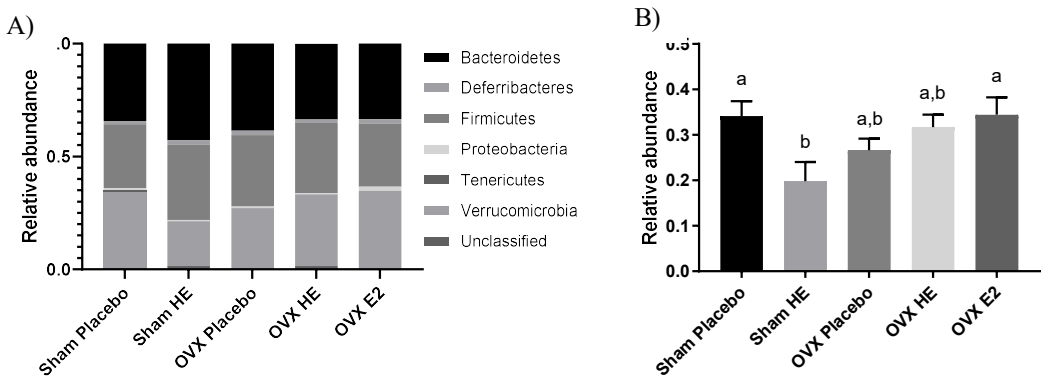 A)
.0
0.5
0.0
Relative abundance
Sham Placebo
Sham HE
OVX Placebo
OVX HE
OVX E2
Bacteroidetes
Deferribacteres
Firmicutes
Proteobacteria
Tenericutes
Verrucomicrobia
Unclassified
B)
0.5
0.4
0.3
0.2
0.1
0.0
Relative abundance
a
b
a,b
a,b
a
Sham Placebo
Sham HE
OVX Placebo
OVX HE
OVX E2